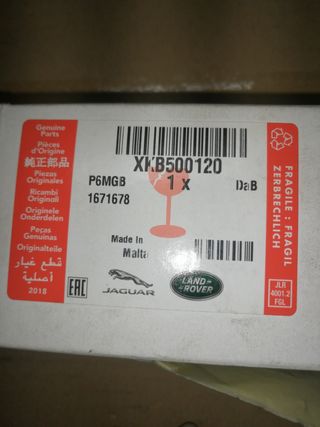 Genuine
Parts
Pièces
d'Origine
純正部品
Piezas
Originales
Ricambi
Originali
Originele
Onderdelen
Peças
Genuinas
Originalteile
قطع غيار
أصلية
2018
XKB500120
P6MGB
1 x
DaB
1671678
Made in
Malta
EAC
JAGUAR
LAND-
ROVER
FRAGILE : FRAGIL
ZERBRECHLICH
JLR
4001.2
FGL